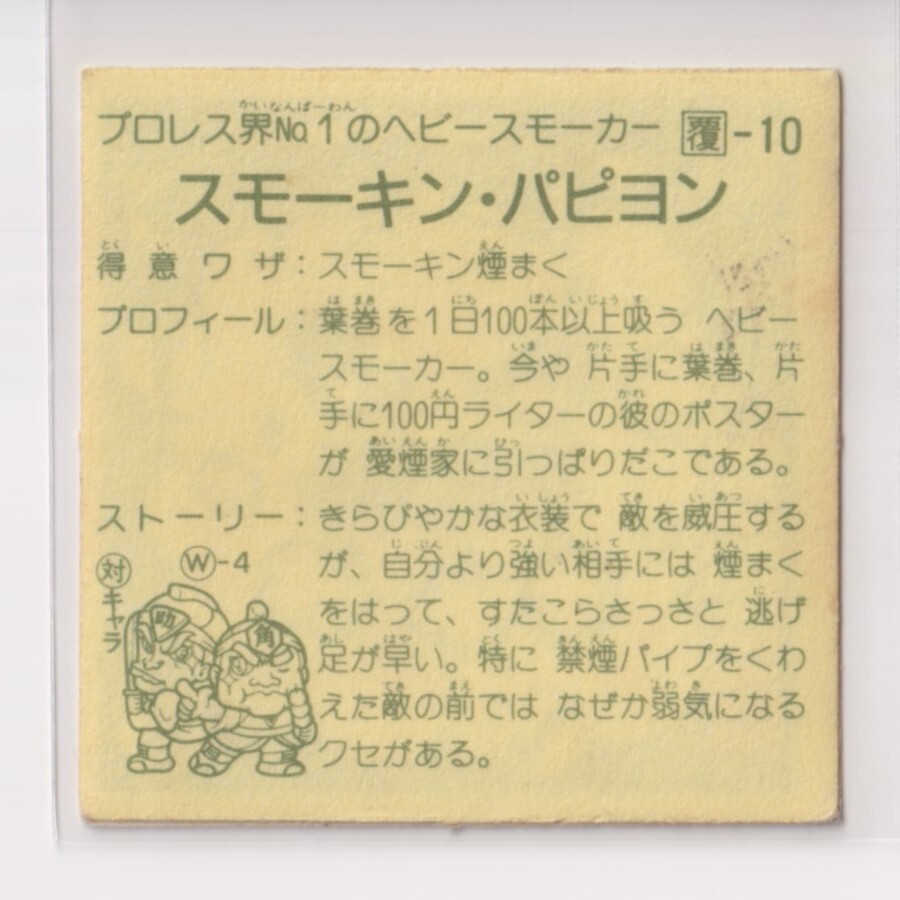 プロレス界No.1のヘビースモーカー 覆-10
スモーキン・パピヨン
得意ワザ：スモーキン煙まく
プロフィール：葉巻を1日100本以上吸う ヘビー
スモーカー。今や 片手に葉巻、片
手に100円ライターの彼のポスター
が 愛煙家に引っぱりだこである。
ストーリー：きらびやかな衣装で 敵を威圧する
が、自分より強い相手には 煙まく
をはって、すたこらさっさと 逃げ
足が早い。特に 禁煙パイプをくわ
えた敵の前では なぜか弱気になる
クセがある。
対キャラ
W-4
助
角